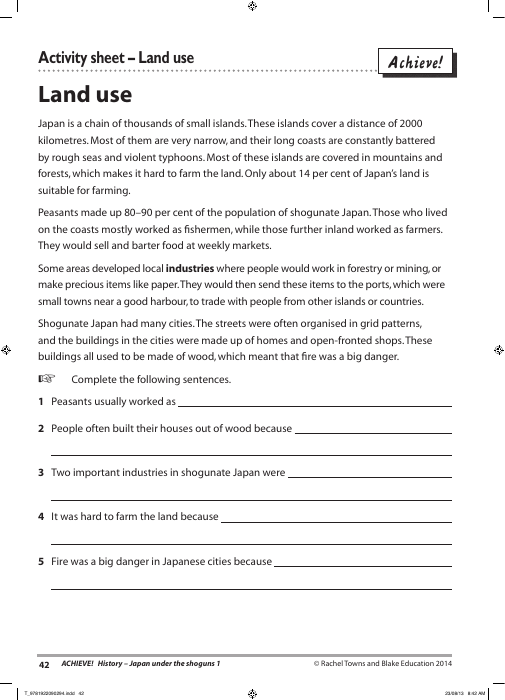 Activity sheet – Land use
Achieve!
Land use
Japan is a chain of thousands of small islands. These islands cover a distance of 2000
kilometres. Most of them are very narrow, and their long coasts are constantly battered
by rough seas and violent typhoons. Most of these islands are covered in mountains and
forests, which makes it hard to farm the land. Only about 14 per cent of Japan's land is
suitable for farming.
Peasants made up 80–90 per cent of the population of shogunate Japan. Those who lived
on the coasts mostly worked as fishermen, while those further inland worked as farmers.
They would sell and barter food at weekly markets.
Some areas developed local industries where people would work in forestry or mining, or
make precious items like paper. They would then send these items to the ports, which were
small towns near a good harbour, to trade with people from other islands or countries.
Shogunate Japan had many cities. The streets were often organised in grid patterns,
and the buildings in the cities were made up of homes and open-fronted shops. These
buildings all used to be made of wood, which meant that fire was a big danger.
Complete the following sentences.
1 Peasants usually worked as
2 People often built their houses out of wood because
3 Two important industries in shogunate Japan were
4 It was hard to farm the land because
5 Fire was a big danger in Japanese cities because
42 ACHIEVE! History – Japan under the shoguns 1
© Rachel Towns and Blake Education 2014
T_9781922090294.indd 42
23/08/13 8:42 AM